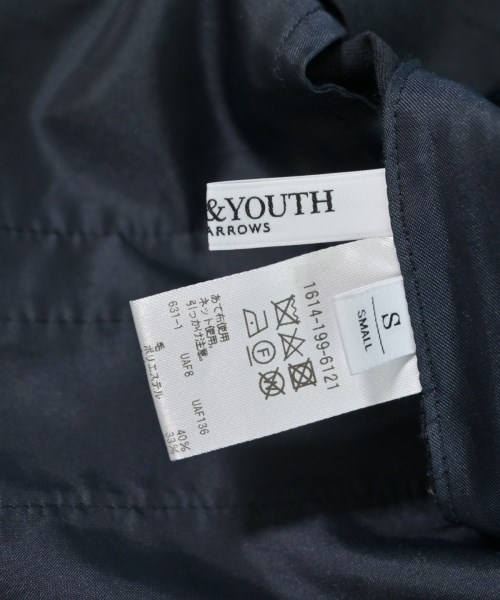 &YOUTH
ARROWS
S
SMALL
1614-199-6121
あて布使用
ネット使用。
引っかけ注意。
631-1 UAF8 UAF136
毛 40%
ポリエステル 33%